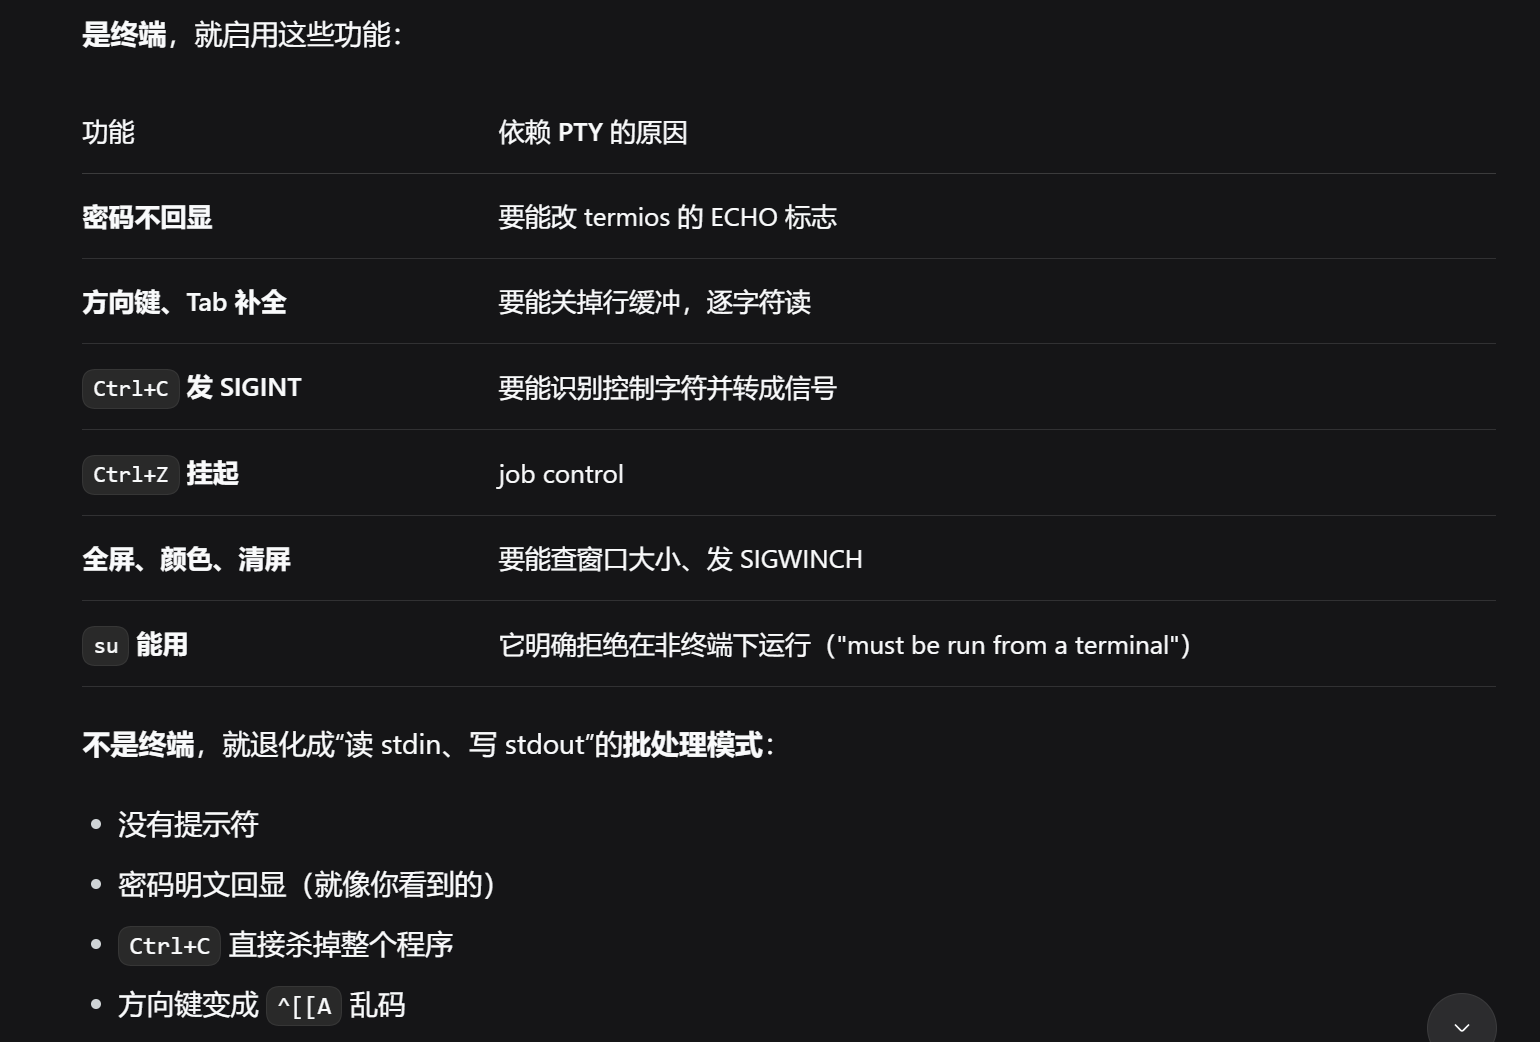 是终端，就启用这些功能：
功能 依赖 PTY 的原因
密码不回显 要能改 termios 的 ECHO 标志
方向键、Tab 补全 要能关掉行缓冲，逐字符读
Ctrl+C 发 SIGINT 要能识别控制字符并转成信号
Ctrl+Z 挂起 job control
全屏、颜色、清屏 要能查窗口大小、发 SIGWINCH
su 能用 它明确拒绝在非终端下运行（"must be run from a terminal"）
不是终端，就退化成“读 stdin、写 stdout”的批处理模式：
• 没有提示符
• 密码明文回显（就像你看到的）
• Ctrl+C 直接杀掉整个程序
• 方向键变成 ^[[A 乱码